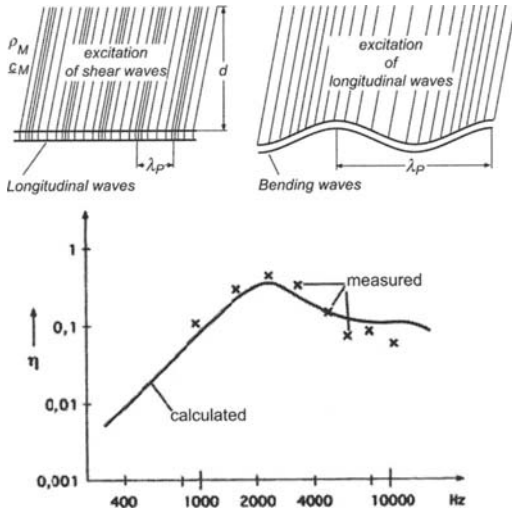 ρM
c̲M
excitation
of shear waves
d
λP
Longitudinal waves
excitation
of
longitudinal waves
λP
Bending waves
1
0,1
0,01
0,001
η
measured
calculated
400 1000 2000 4000 10000 Hz